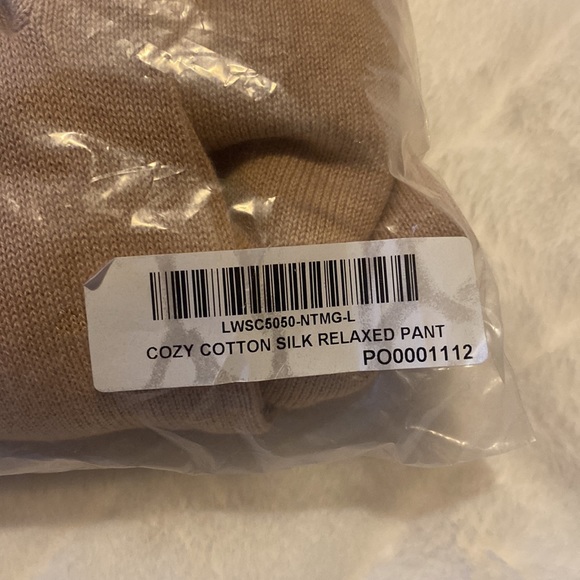 LWSC5050-NTMG-L
COZY COTTON SILK RELAXED PANT
PO0001112